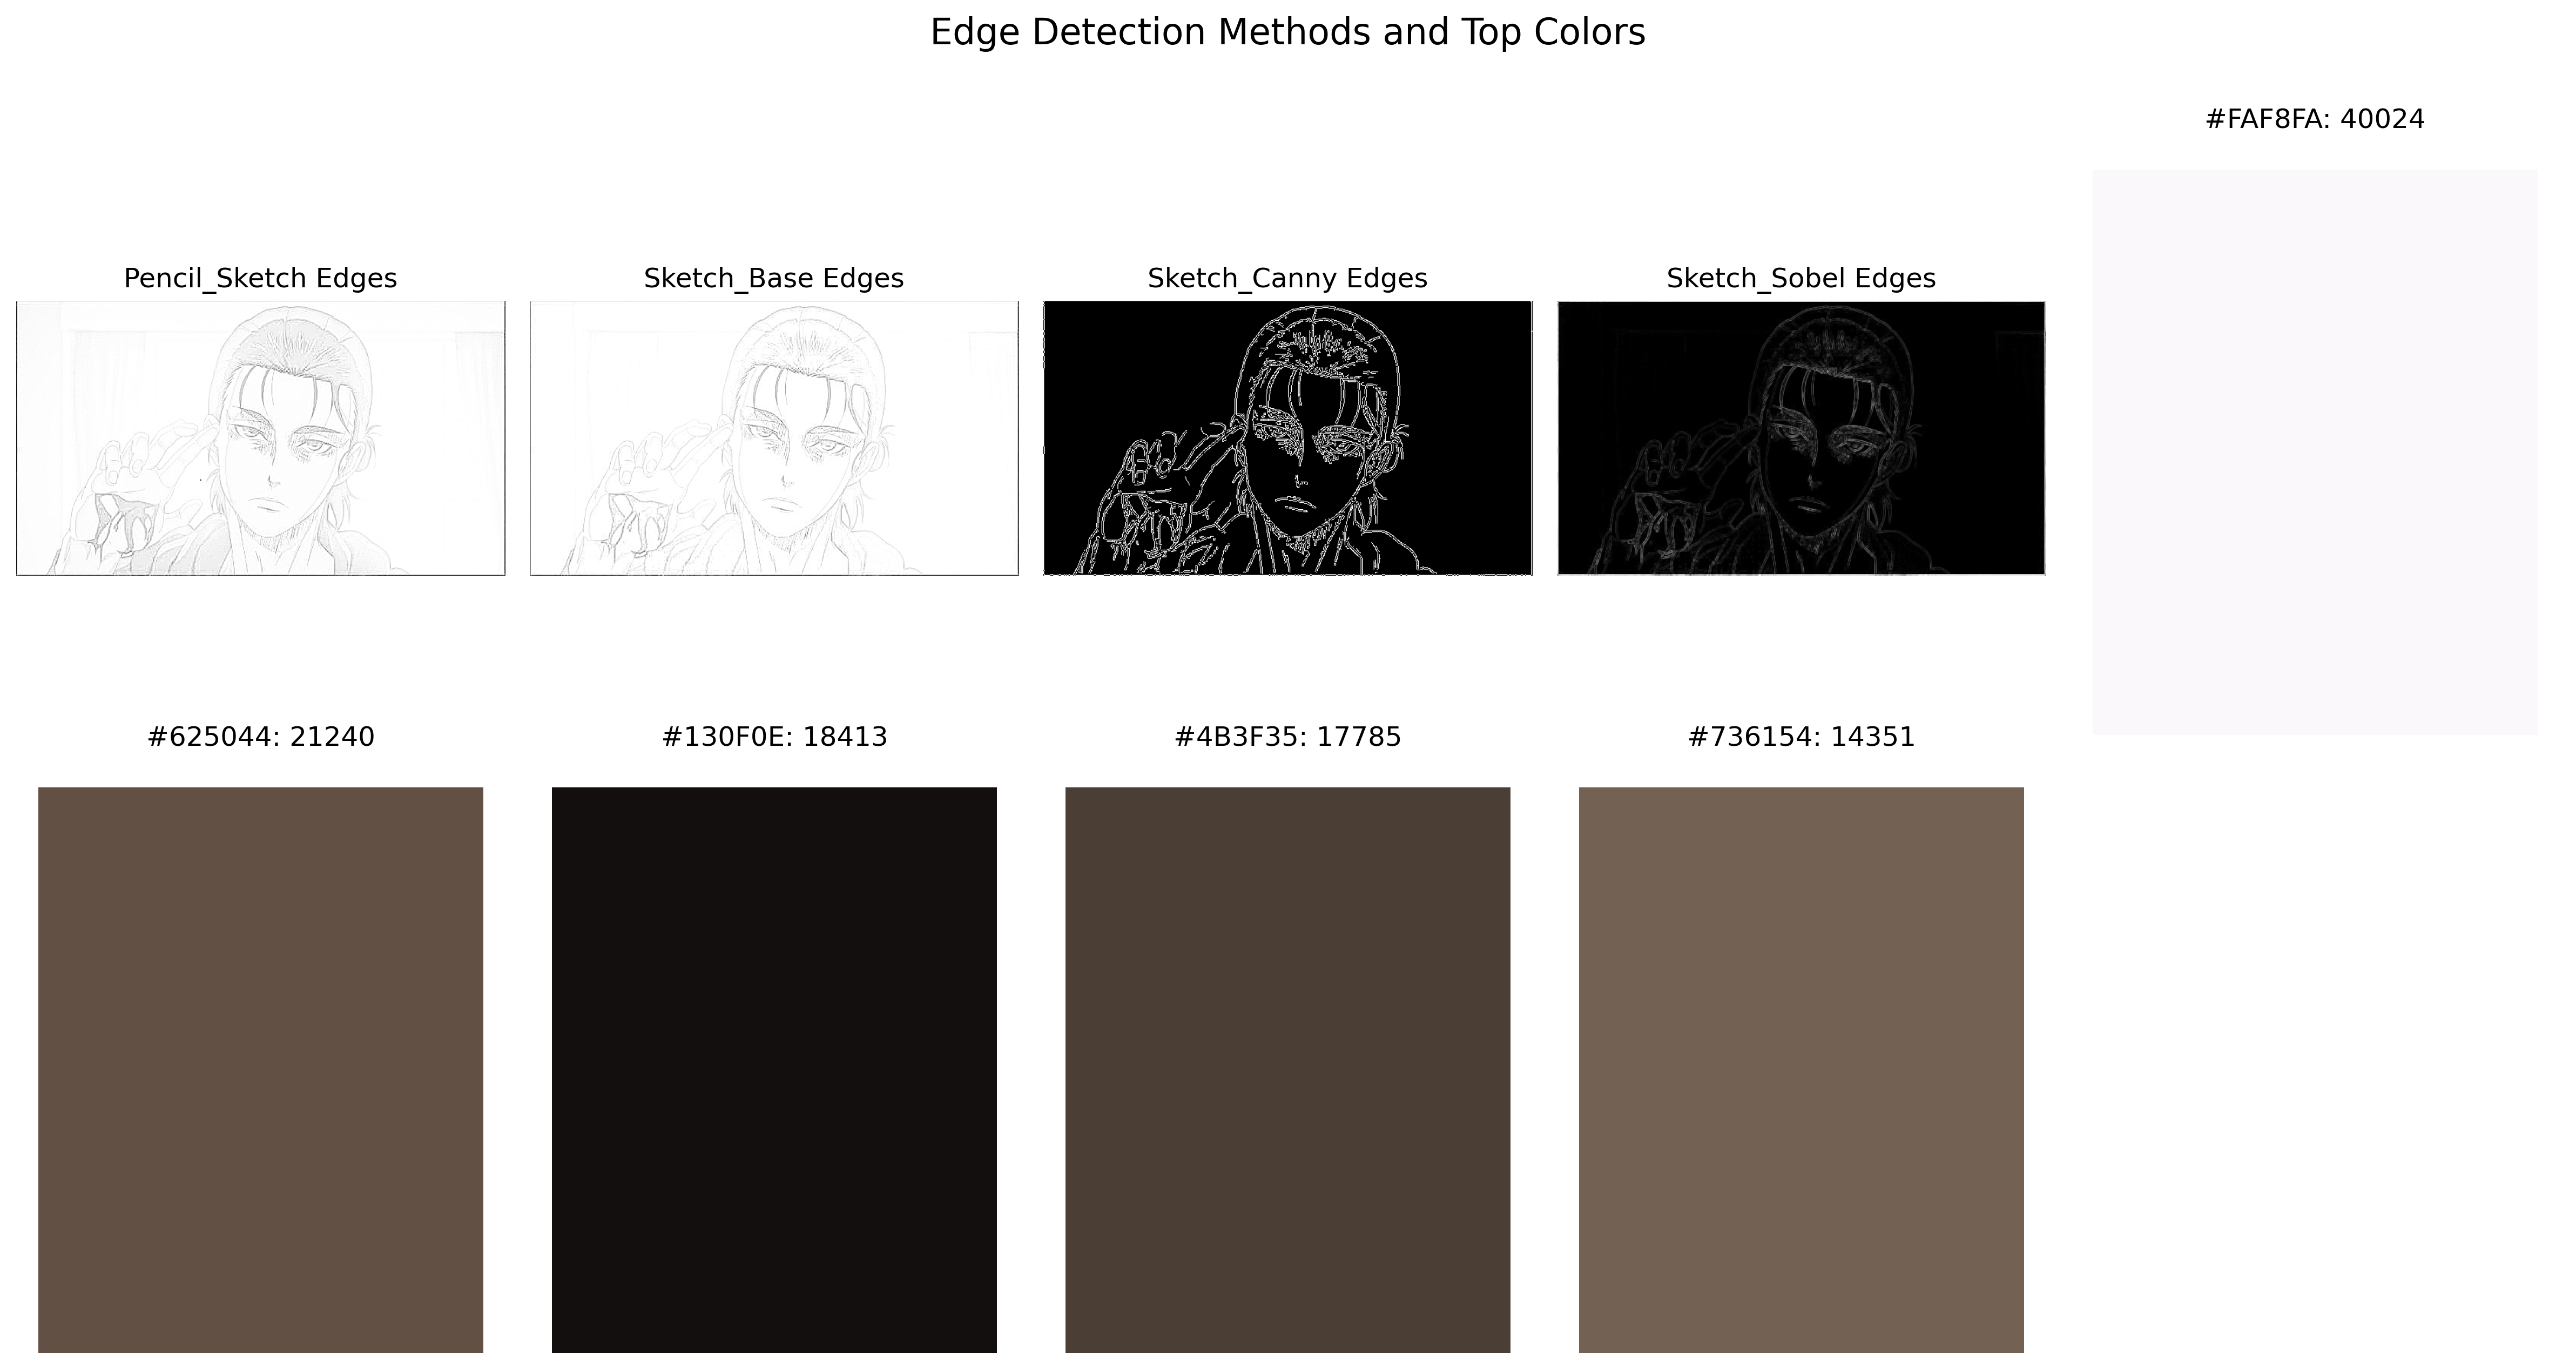 Edge Detection Methods and Top Colors
Pencil_Sketch Edges
Sketch_Base Edges
Sketch_Canny Edges
Sketch_Sobel Edges
#FAF8FA: 40024
#625044: 21240
#130F0E: 18413
#4B3F35: 17785
#736154: 14351